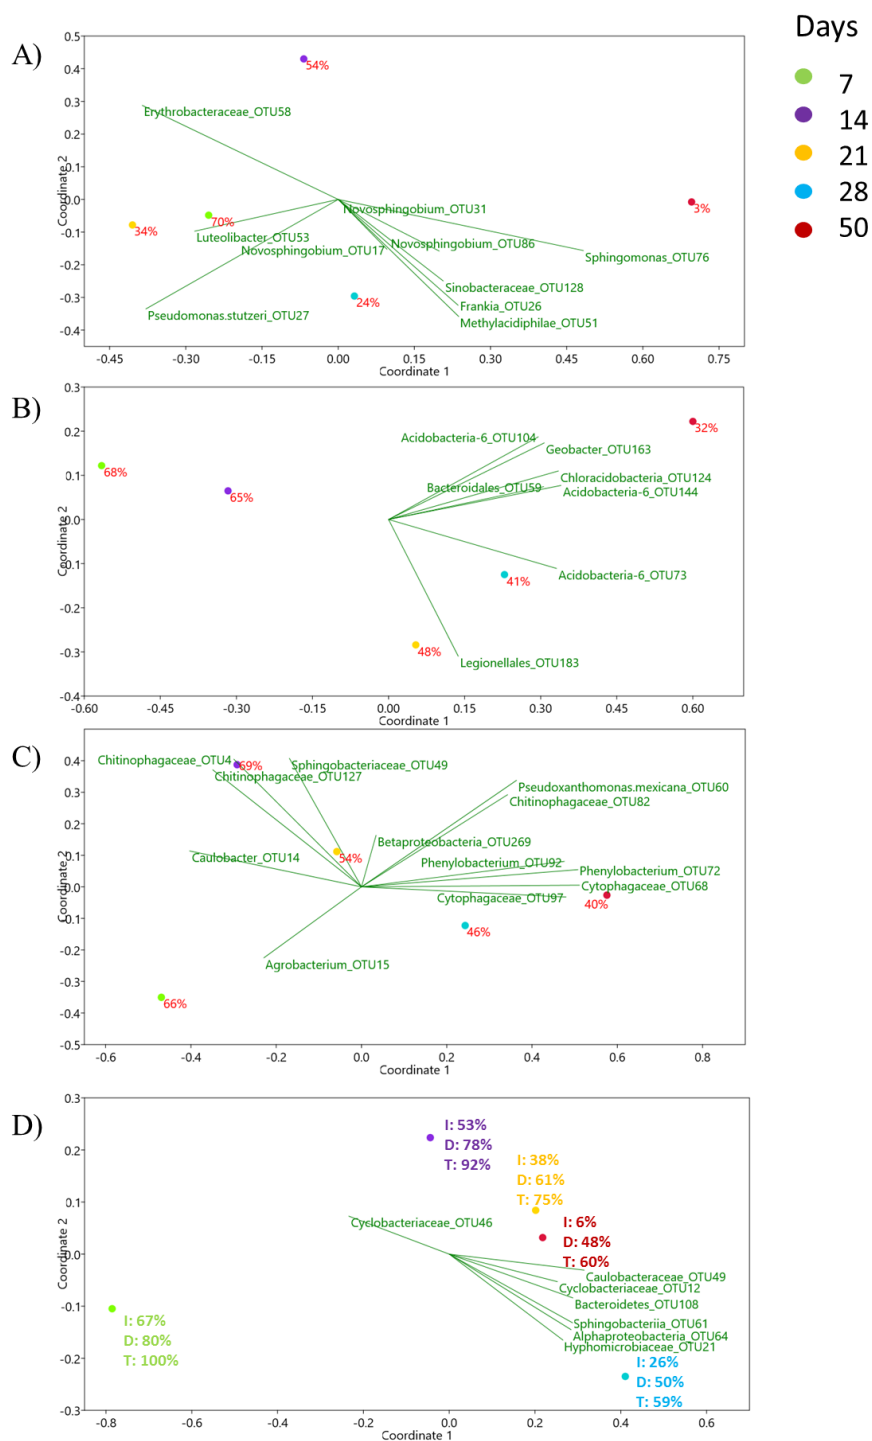 Days
7
14
21
28
50
A)
0.5
0.4
0.3
0.2
0.1
0.0
-0.1
-0.2
-0.3
-0.4
Coordinate 2
54%
Erythrobacteraceae_OTU58
Novosphingobium_OTU31
3%
70%
34%
Luteolibacter_OTU53
Novosphingobium_OTU86
Novosphingobium_OTU17
Sphingomonas_OTU76
Sinobacteraceae_OTU128
24%
Frankia_OTU26
Pseudomonas.stutzeri_OTU27
Methylacidiphilae_OTU51
-0.45 -0.30 -0.15 0.00 0.15 0.30 0.45 0.60 0.75
Coordinate 1
B)
0.3
0.2
0.1
0.0
-0.1
-0.2
-0.3
-0.4
Coordinate 2
32%
Acidobacteria-6_OTU104
Geobacter_OTU163
68%
Chloracidobacteria_OTU124
Bacteroidales_OTU59
Acidobacteria-6_OTU144
65%
Acidobacteria-6_OTU73
41%
48%
Legionellales_OTU183
-0.60 -0.45 -0.30 -0.15 0.00 0.15 0.30 0.45 0.60
Coordinate 1
C)
0.4
0.3
0.2
0.1
0.0
-0.1
-0.2
-0.3
-0.4
-0.5
Coordinate 2
Chitinophagaceae_OTU4
69%
Sphingobacteriaceae_OTU49
Chitinophagaceae_OTU127
Pseudoxanthomonas.mexicana_OTU60
Chitinophagaceae_OTU82
Betaproteobacteria_OTU269
Caulobacter_OTU14
54%
Phenylobacterium_OTU92
Phenylobacterium_OTU72
Cytophagaceae_OTU68
Cytophagaceae_OTU97
40%
46%
Agrobacterium_OTU15
66%
-0.6 -0.4 -0.2 0.0 0.2 0.4 0.6 0.8
Coordinate 1
D)
0.3
0.2
0.1
0.0
-0.1
-0.2
-0.3
Coordinate 2
I: 53%
D: 78%
T: 92%
I: 38%
D: 61%
T: 75%
I: 6%
D: 48%
T: 60%
Cyclobacteriaceae_OTU46
Caulobacteraceae_OTU49
Cyclobacteriaceae_OTU12
Bacteroidetes_OTU108
Sphingobacteriia_OTU61
Alphaproteobacteria_OTU64
Hyphomicrobiaceae_OTU21
I: 67%
D: 80%
T: 100%
I: 26%
D: 50%
T: 59%
-0.8 -0.6 -0.4 -0.2 0.0 0.2 0.4 0.6
Coordinate 1